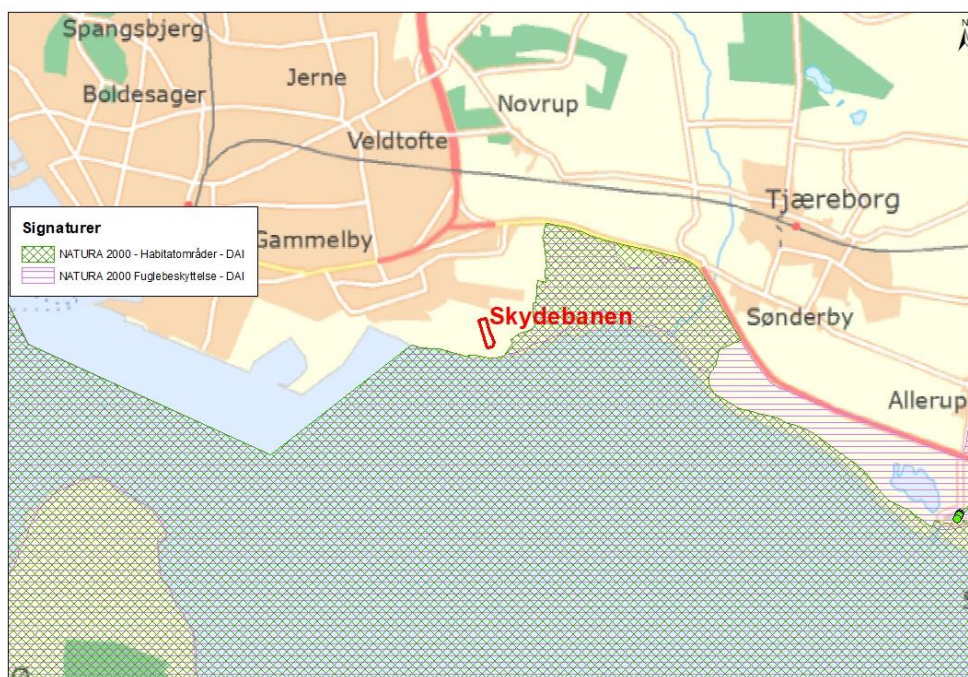 Spangsbjerg
N
Jerne
Boldesager
Novrup
Veldtofte
Tjæreborg
Signaturer
NATURA 2000 - Habitatområder - DAI
NATURA 2000 Fuglebeskyttelse - DAI
Gammelby
Skydebanen
Sønderby
Allerup